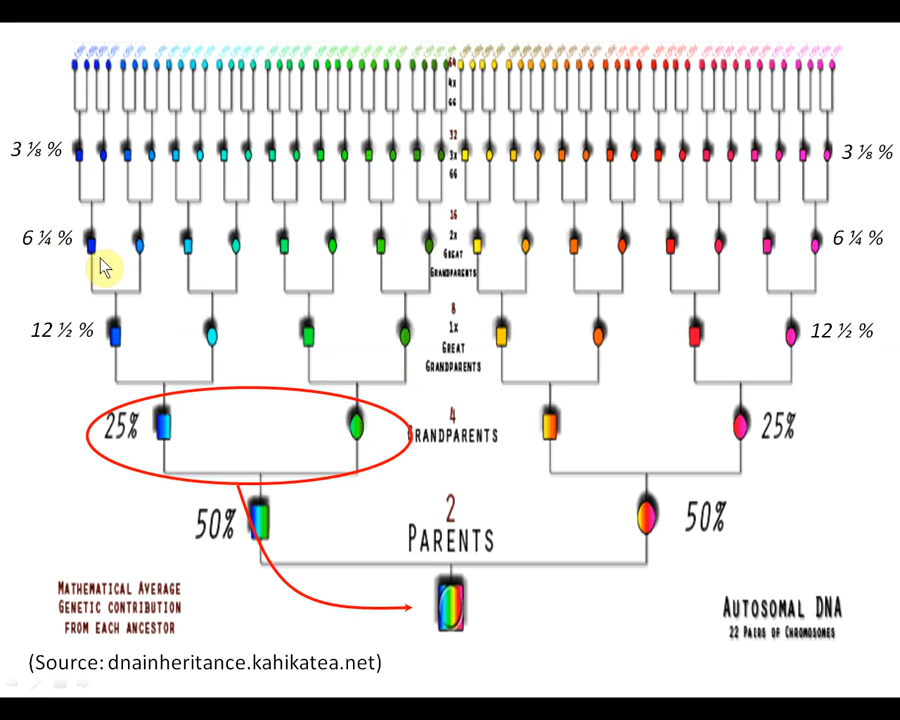 64
4x
GG
3 ⅛ %
32
3x
GG
3 ⅛ %
6 ¼ %
16
2x
GREAT
GRANDPARENTS
6 ¼ %
12 ½ %
8
1x
GREAT
GRANDPARENTS
12 ½ %
25%
4
GRANDPARENTS
25%
50%
2
PARENTS
50%
MATHEMATICAL AVERAGE
GENETIC CONTRIBUTION
FROM EACH ANCESTOR
AUTOSOMAL DNA
22 PAIRS OF CHROMOSOMES
(Source: dnainheritance.kahikatea.net)